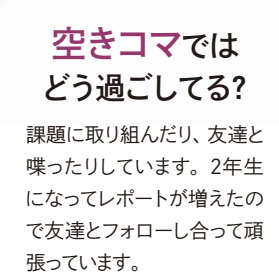 空きコマでは
どう過ごしてる?
課題に取り組んだり、友達と
喋ったりしています。2年生
になってレポートが増えたの
で友達とフォローし合って頑
張っています。